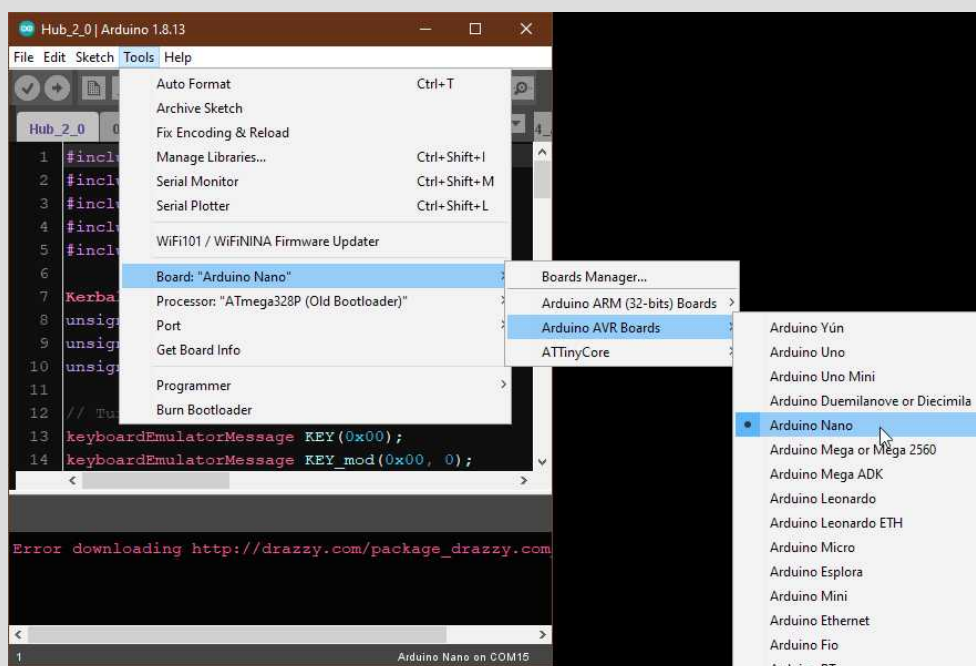 Hub_2_0 | Arduino 1.8.13
File Edit Sketch Tools Help
Auto Format Ctrl+T
Archive Sketch
Fix Encoding & Reload
Manage Libraries... Ctrl+Shift+I
Serial Monitor Ctrl+Shift+M
Serial Plotter Ctrl+Shift+L
WiFi101 / WiFiNINA Firmware Updater
Board: "Arduino Nano"
Processor: "ATmega328P (Old Bootloader)"
Port
Get Board Info
Programmer
Burn Bootloader
Boards Manager...
Arduino ARM (32-bits) Boards
Arduino AVR Boards
ATTinyCore
Arduino Yún
Arduino Uno
Arduino Uno Mini
Arduino Duemilanove or Diecimila
Arduino Nano
Arduino Mega or Mega 2560
Arduino Mega ADK
Arduino Leonardo
Arduino Leonardo ETH
Arduino Micro
Arduino Esplora
Arduino Mini
Arduino Ethernet
Arduino Fio
Hub_2_0
1 #inclu
2 #inclu
3 #inclu
4 #inclu
5 #inclu
6
7 Kerba
8 unsig
9 unsig
10 unsig
11
12 // Tu
13 keyboardEmulatorMessage KEY(0x00);
14 keyboardEmulatorMessage KEY_mod(0x00, 0);
Error downloading http://drazzy.com/package_drazzy.com
1 Arduino Nano on COM15